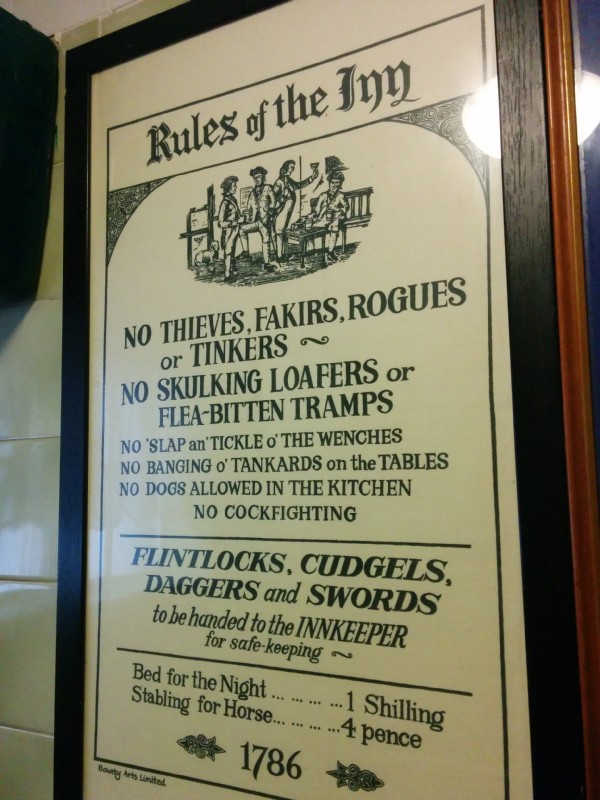 Rules of the Inn
NO THIEVES, FAKIRS, ROGUES
or TINKERS ~
NO SKULKING LOAFERS or
FLEA-BITTEN TRAMPS
NO 'SLAP an' TICKLE o' THE WENCHES
NO BANGING o' TANKARDS on the TABLES
NO DOGS ALLOWED IN THE KITCHEN
NO COCKFIGHTING
FLINTLOCKS, CUDGELS,
DAGGERS and SWORDS
to be handed to the INNKEEPER
for safe-keeping ~
Bed for the Night ... ... ... ...1 Shilling
Stabling for Horse... ... ... ...4 pence
1786
Bowdy Arts Limited